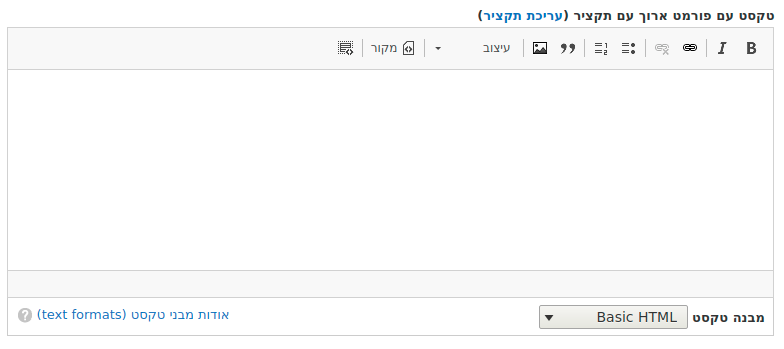 טקסט עם פורמט ארוך עם תקציר (עריכת תקציר)
B I עיצוב מקור
מבנה טקסט Basic HTML אודות מבני טקסט (text formats) ?